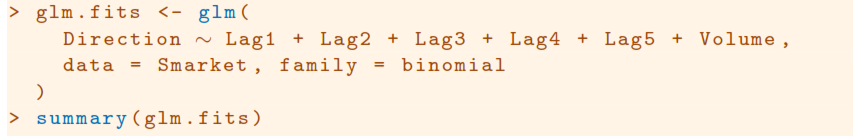 > glm.fits <- glm(
Direction ∼ Lag1 + Lag2 + Lag3 + Lag4 + Lag5 + Volume,
data = Smarket, family = binomial
)
> summary(glm.fits)